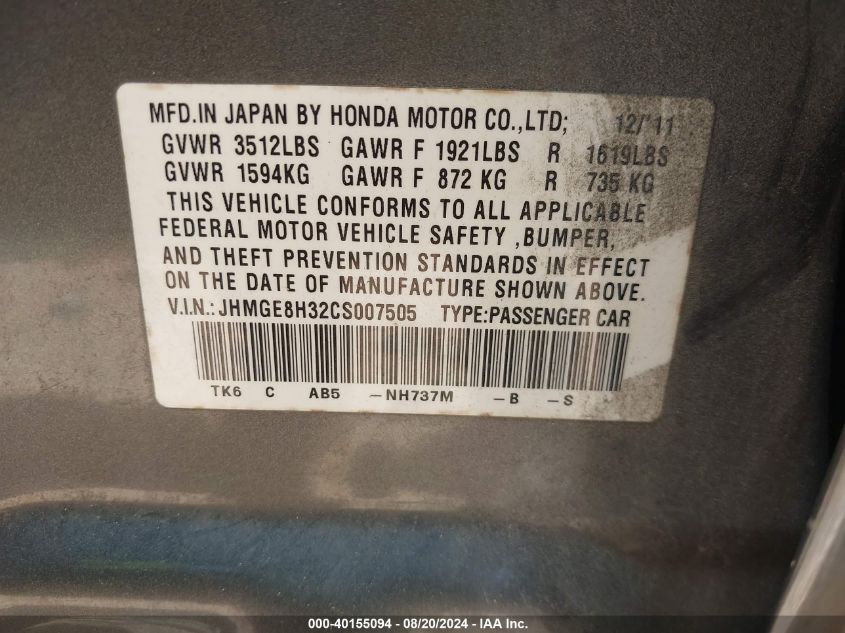 MFD.IN JAPAN BY HONDA MOTOR CO.,LTD; 12/'11
GVWR 3512LBS GAWR F 1921LBS R 1619LBS
GVWR 1594KG GAWR F 872 KG R 735 KG
THIS VEHICLE CONFORMS TO ALL APPLICABLE
FEDERAL MOTOR VEHICLE SAFETY ,BUMPER,
AND THEFT PREVENTION STANDARDS IN EFFECT
ON THE DATE OF MANUFACTURE SHOWN ABOVE.
V.I.N.: JHMGE8H32CS007505 TYPE:PASSENGER CAR
TK6 C AB5 –NH737M –B –S
000-40155094 - 08/20/2024 - IAA Inc.